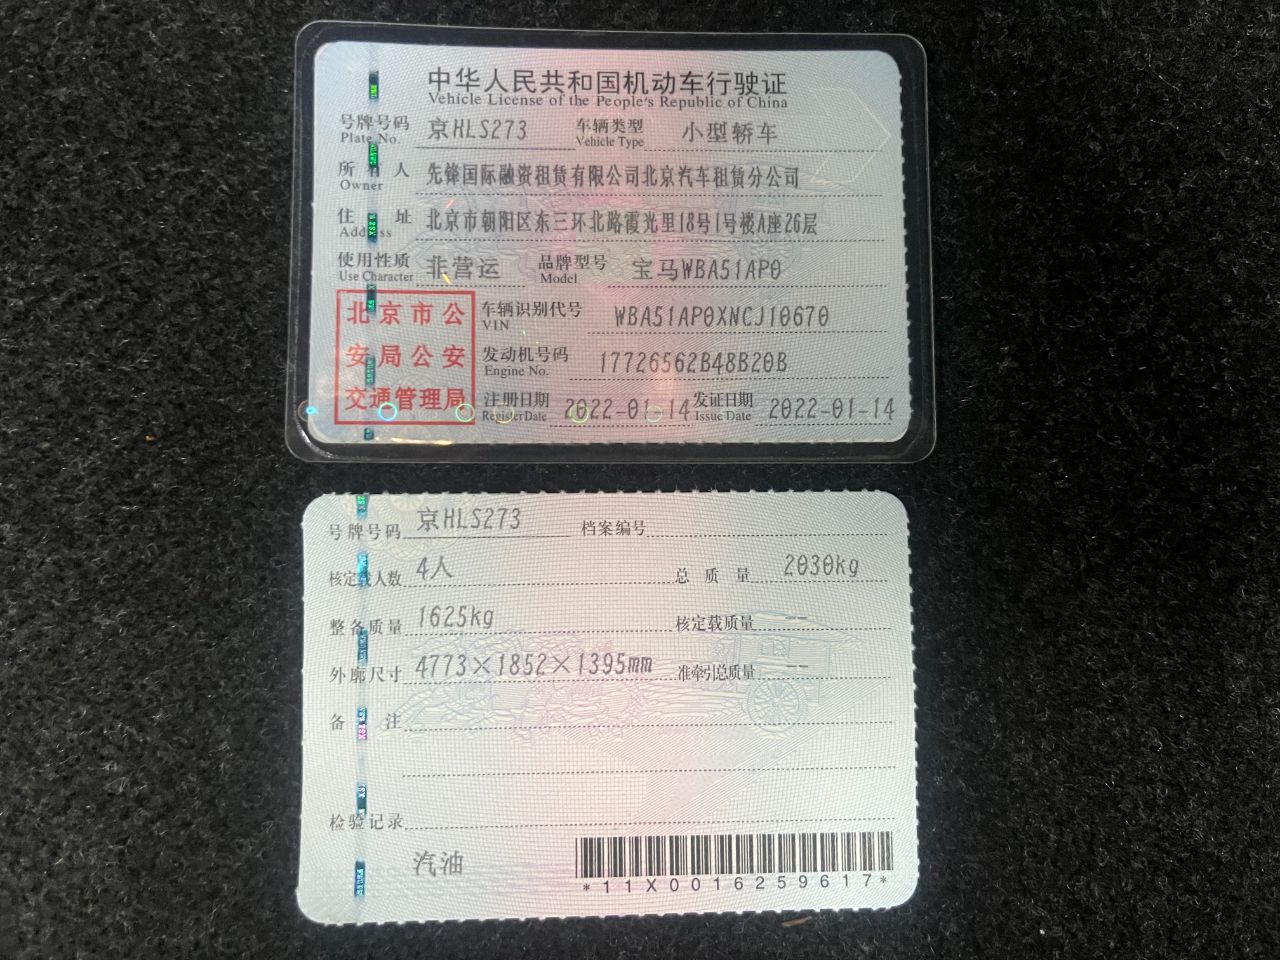 中华人民共和国机动车行驶证
Vehicle License of the People's Republic of China
号牌号码 京HLS273 车辆类型 小型轿车
Plate No. Vehicle Type
所有人 先锋国际融资租赁有限公司北京汽车租赁分公司
Owner
住址 北京市朝阳区东三环北路霞光里18号1号楼A座26层
Address
使用性质 非营运 品牌型号 宝马WBA51AP0
Use Character Model
北京市公
安局公安
交通管理局
车辆识别代号 WBA51AP0XNCJ10670
VIN
发动机号码 17726562B48B20B
Engine No.
注册日期 2022-01-14 发证日期 2022-01-14
Register Date Issue Date
号牌号码 京HLS273 档案编号
核定载人数 4人 总质量 2030kg
整备质量 1625kg 核定载质量 --
外廓尺寸 4773×1852×1395mm 准牵引总质量 --
备注
检验记录
汽油
*11X0016259617*